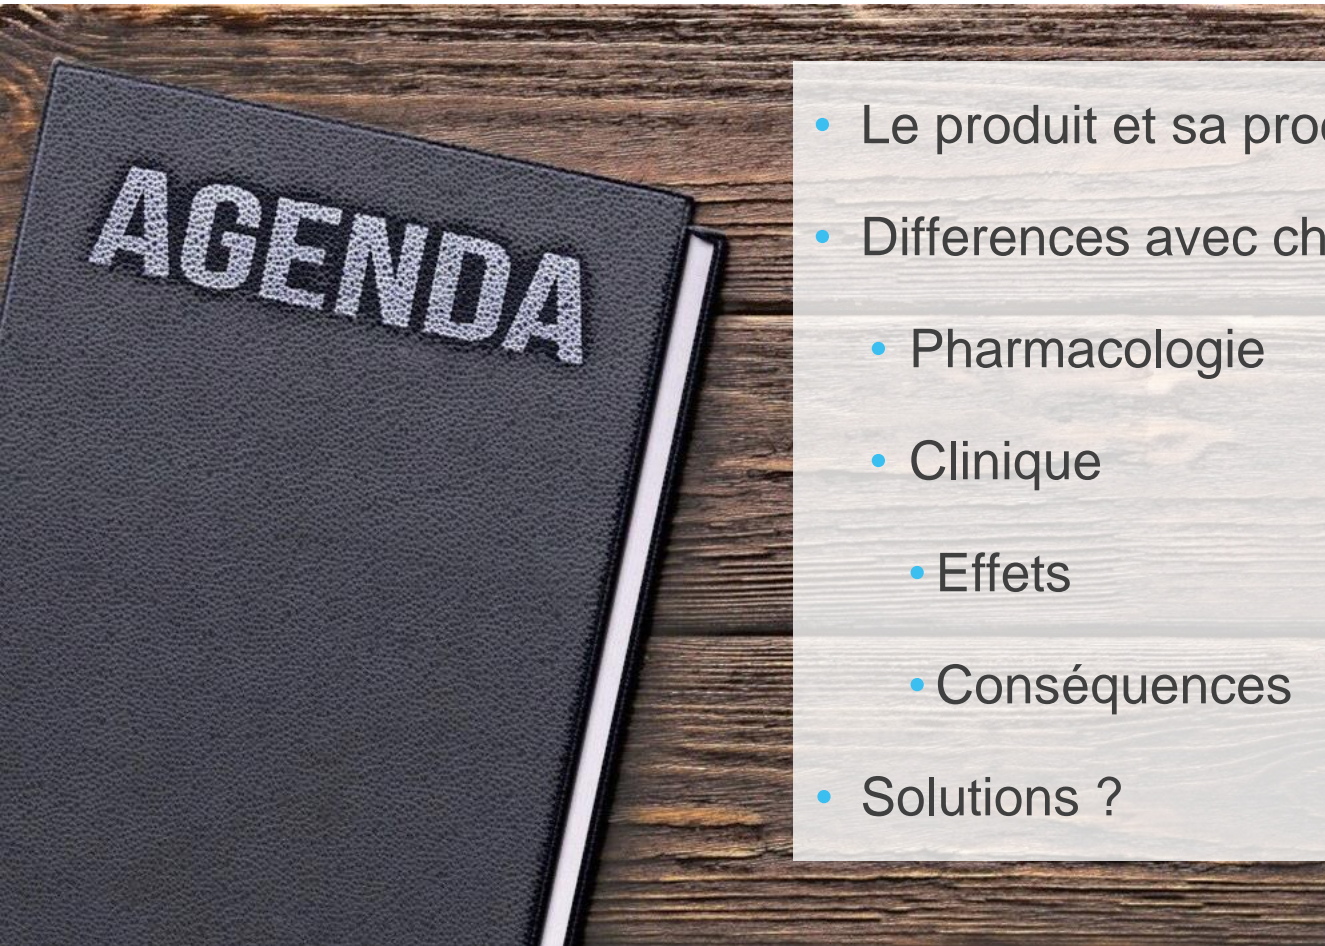 AGENDA
• Le produit et sa
• Differences avec
• Pharmacologie
• Clinique
• Effets
• Conséquences
• Solutions ?